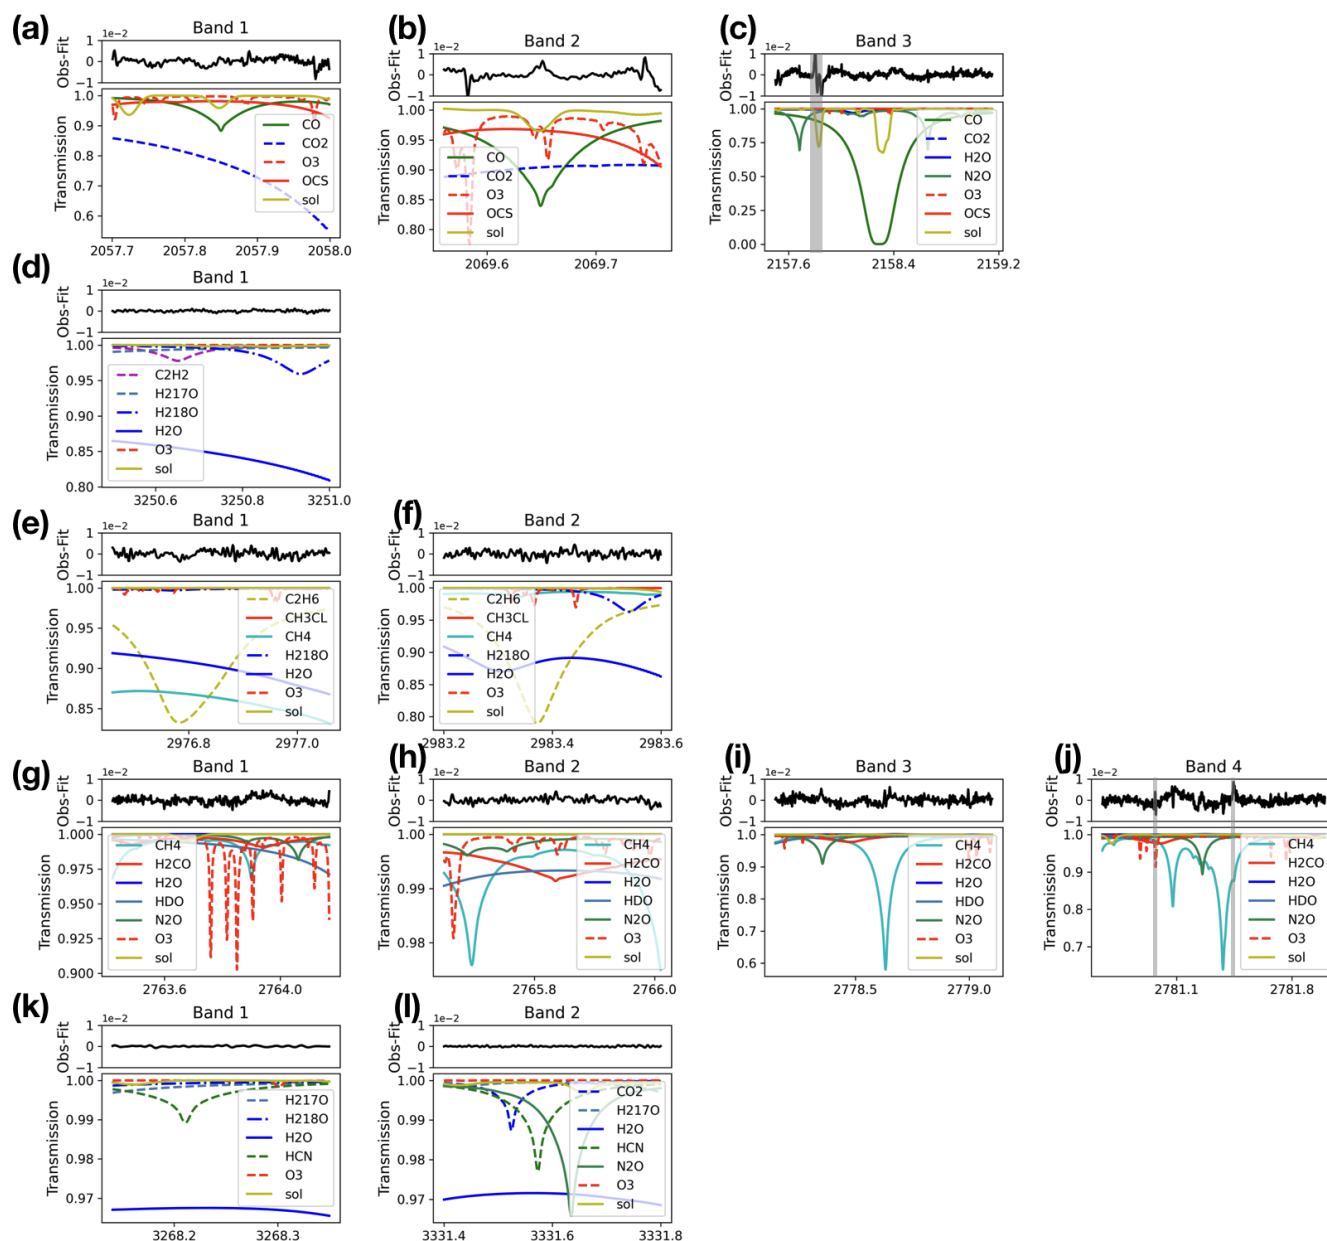 (a) Band 1
1e−2
Obs-Fit
1
0
−1
Transmission
1.0
0.9
0.8
0.7
0.6
CO
CO2
O3
OCS
sol
2057.7 2057.8 2057.9 2058.0
(b) Band 2
1e−2
Obs-Fit
1
0
−1
Transmission
1.00
0.95
0.90
0.85
0.80
CO
CO2
O3
OCS
sol
2069.6 2069.7
(c) Band 3
1e−2
Obs-Fit
1
0
−1
Transmission
1.00
0.75
0.50
0.25
0.00
CO
CO2
H2O
N2O
O3
OCS
sol
2157.6 2158.4 2159.2
(d) Band 1
1e−2
Obs-Fit
1
0
−1
Transmission
1.00
0.95
0.90
0.85
0.80
C2H2
H217O
H218O
H2O
O3
sol
3250.6 3250.8 3251.0
(e) Band 1
1e−2
Obs-Fit
1
0
−1
Transmission
1.00
0.95
0.90
0.85
C2H6
CH3CL
CH4
H218O
H2O
O3
sol
2976.8 2977.0
(f) Band 2
1e−2
Obs-Fit
1
0
−1
Transmission
1.00
0.95
0.90
0.85
0.80
C2H6
CH3CL
CH4
H218O
H2O
O3
sol
2983.2 2983.4 2983.6
(g) Band 1
1e−2
Obs-Fit
1
0
−1
Transmission
1.000
0.975
0.950
0.925
0.900
CH4
H2CO
H2O
HDO
N2O
O3
sol
2763.6 2764.0
(h) Band 2
1e−2
Obs-Fit
1
0
−1
Transmission
1.00
0.99
0.98
CH4
H2CO
H2O
HDO
N2O
O3
sol
2765.8 2766.0
(i) Band 3
1e−2
Obs-Fit
1
0
−1
Transmission
1.0
0.9
0.8
0.7
0.6
CH4
H2CO
H2O
HDO
N2O
O3
sol
2778.5 2779.0
(j) Band 4
1e−2
Obs-Fit
1
0
−1
Transmission
1.0
0.9
0.8
0.7
CH4
H2CO
H2O
HDO
N2O
O3
sol
2781.1 2781.8
(k) Band 1
1e−2
Obs-Fit
1
0
−1
Transmission
1.00
0.99
0.98
0.97
H217O
H218O
H2O
HCN
O3
sol
3268.2 3268.3
(l) Band 2
1e−2
Obs-Fit
1
0
−1
Transmission
1.00
0.99
0.98
0.97
CO2
H217O
H2O
HCN
N2O
O3
sol
3331.4 3331.6 3331.8